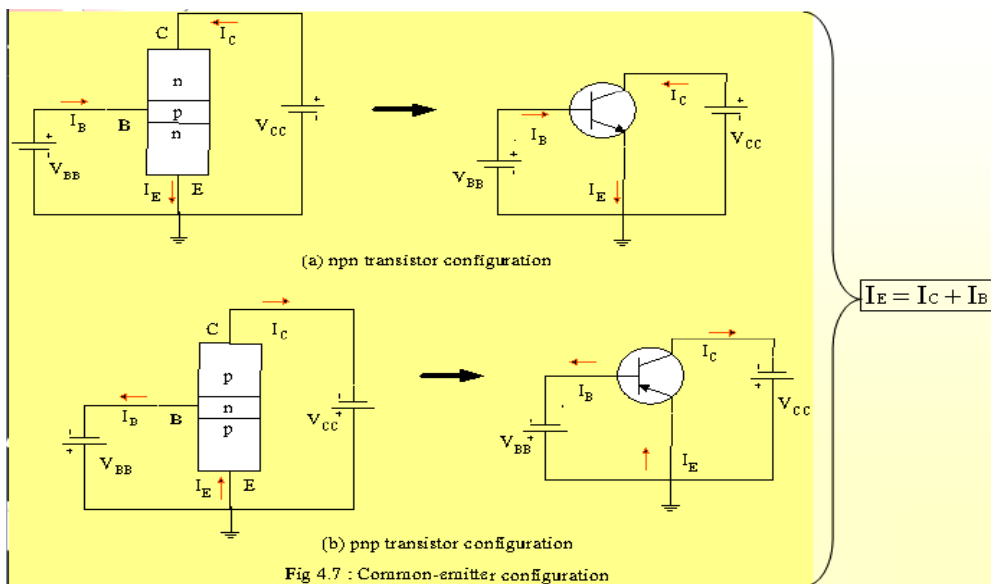 C
I_C
n
p
n
I_B
B
V_BB
V_CC
I_E
E
+
-
+
-
I_C
I_B
V_BB
V_CC
I_E
+
-
+
-
(a) npn transistor configuration
I_E = I_C + I_B
C
I_C
p
n
p
I_B
B
V_BB
V_CC
I_E
E
-
+
-
+
I_C
I_B
V_BB
V_CC
I_E
-
+
-
+
(b) pnp transistor configuration
Fig 4.7 : Common-emitter configuration